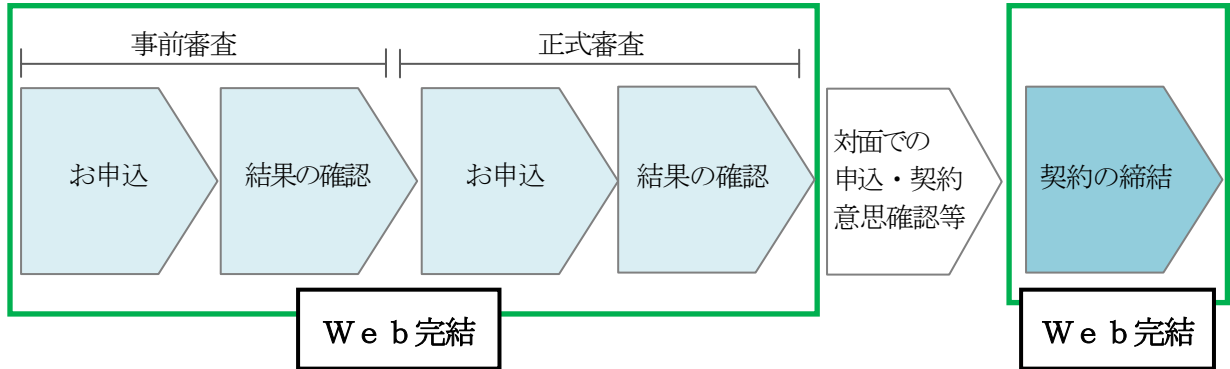 事前審査
正式審査
お申込
結果の確認
お申込
結果の確認
対面での
申込・契約
意思確認等
契約の締結
Ｗｅｂ完結
Ｗｅｂ完結